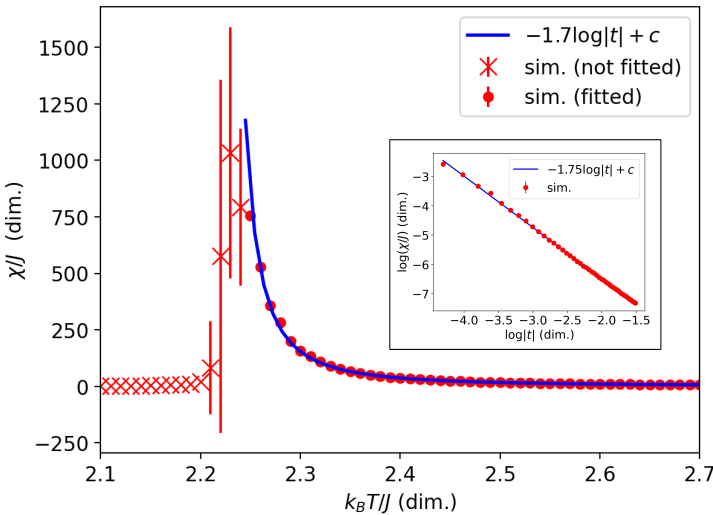 1500
1250
1000
750
500
250
0
−250
χ/J (dim.)
−1.7log|t| + c
sim. (not fitted)
sim. (fitted)
−3
−4
−5
−6
−7
log(χ/J) (dim.)
−1.75log|t| + c
sim.
−4.0 −3.5 −3.0 −2.5 −2.0 −1.5
log|t| (dim.)
2.1 2.2 2.3 2.4 2.5 2.6 2.7
k_BT/J (dim.)